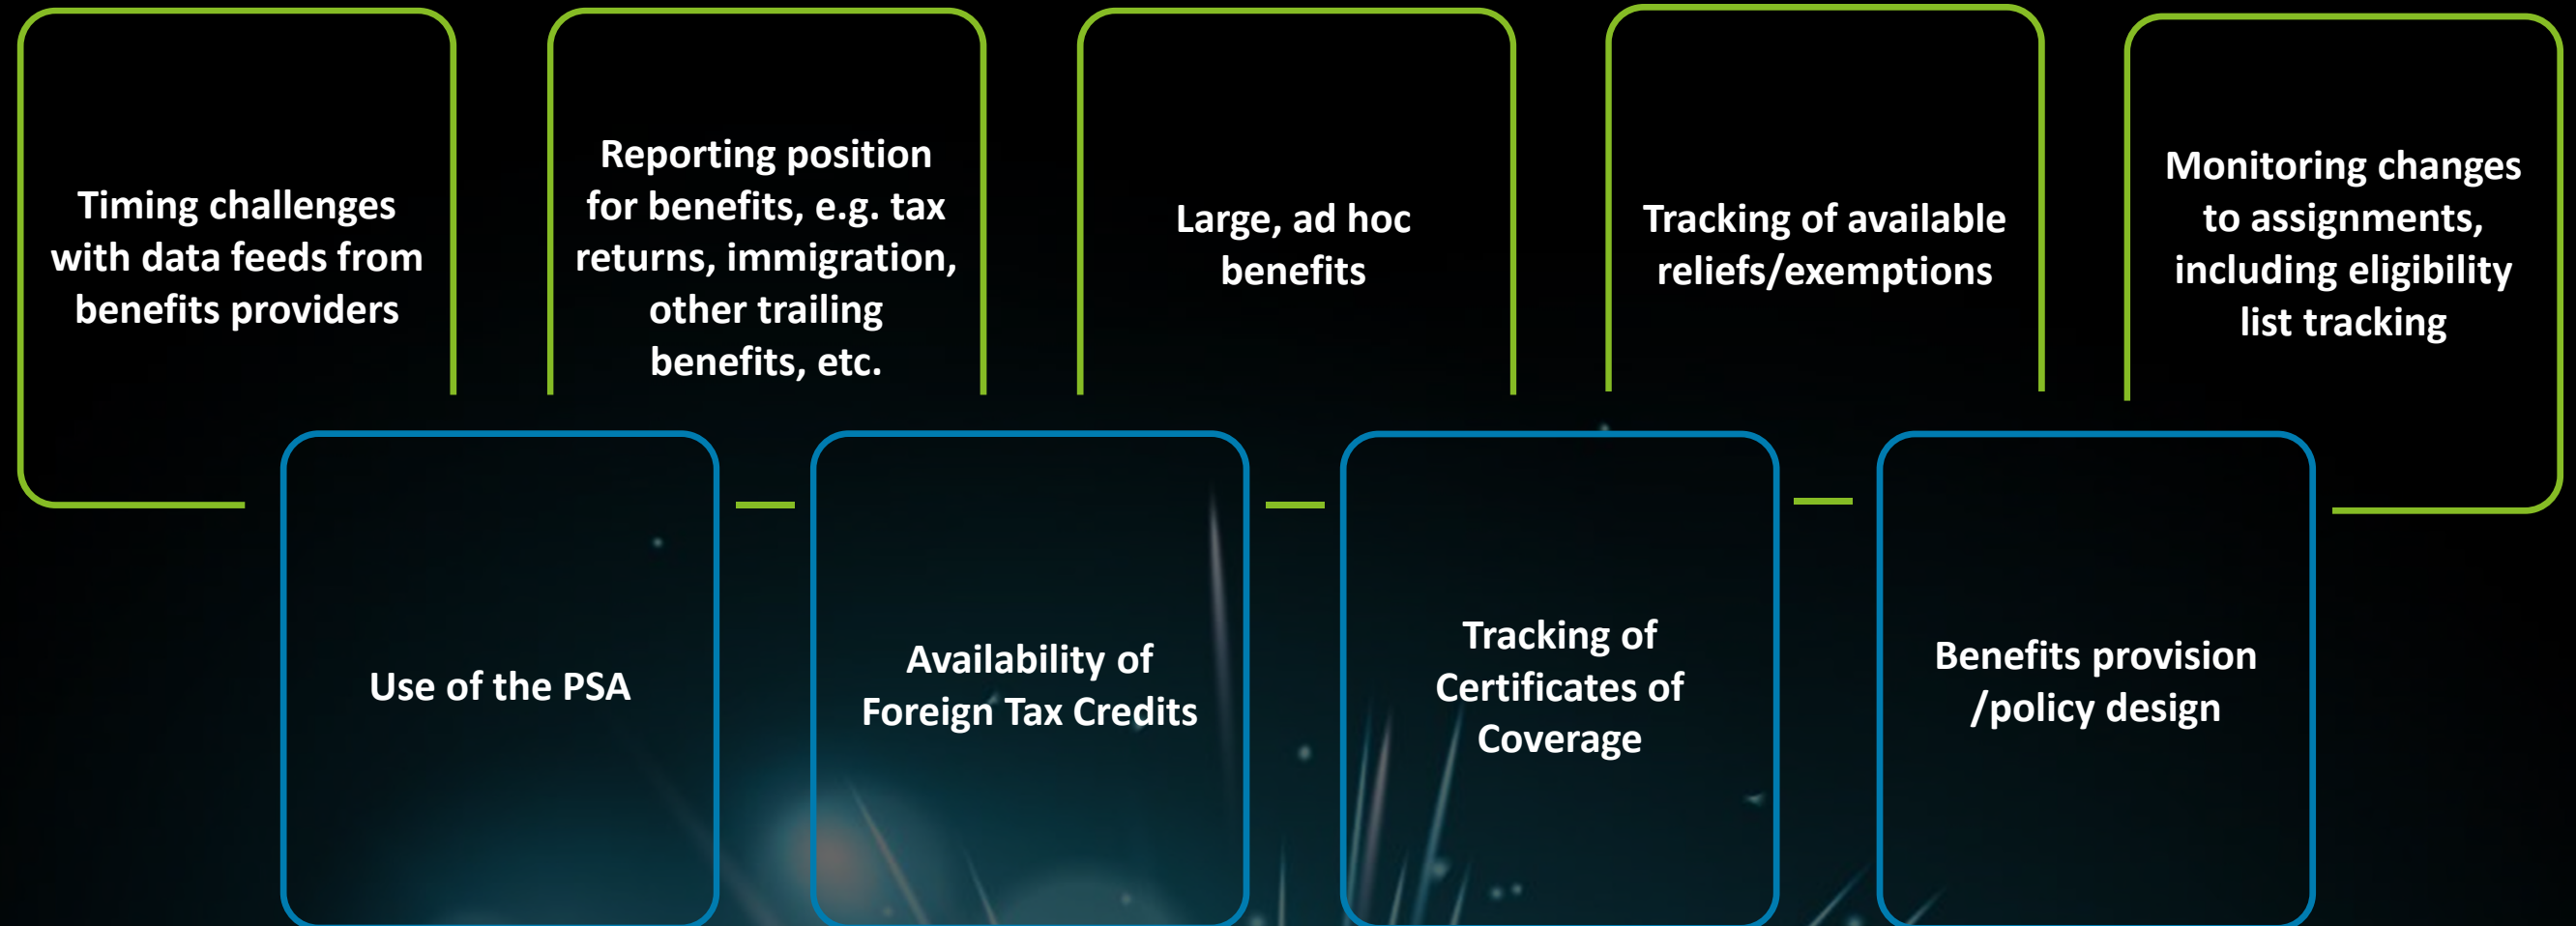 Timing challenges
with data feeds from
benefits providers
Reporting position
for benefits, e.g. tax
returns, immigration,
other trailing
benefits, etc.
Large, ad hoc
benefits
Tracking of available
reliefs/exemptions
Monitoring changes
to assignments,
including eligibility
list tracking
Use of the PSA
Availability of
Foreign Tax Credits
Tracking of
Certificates of
Coverage
Benefits provision
/policy design